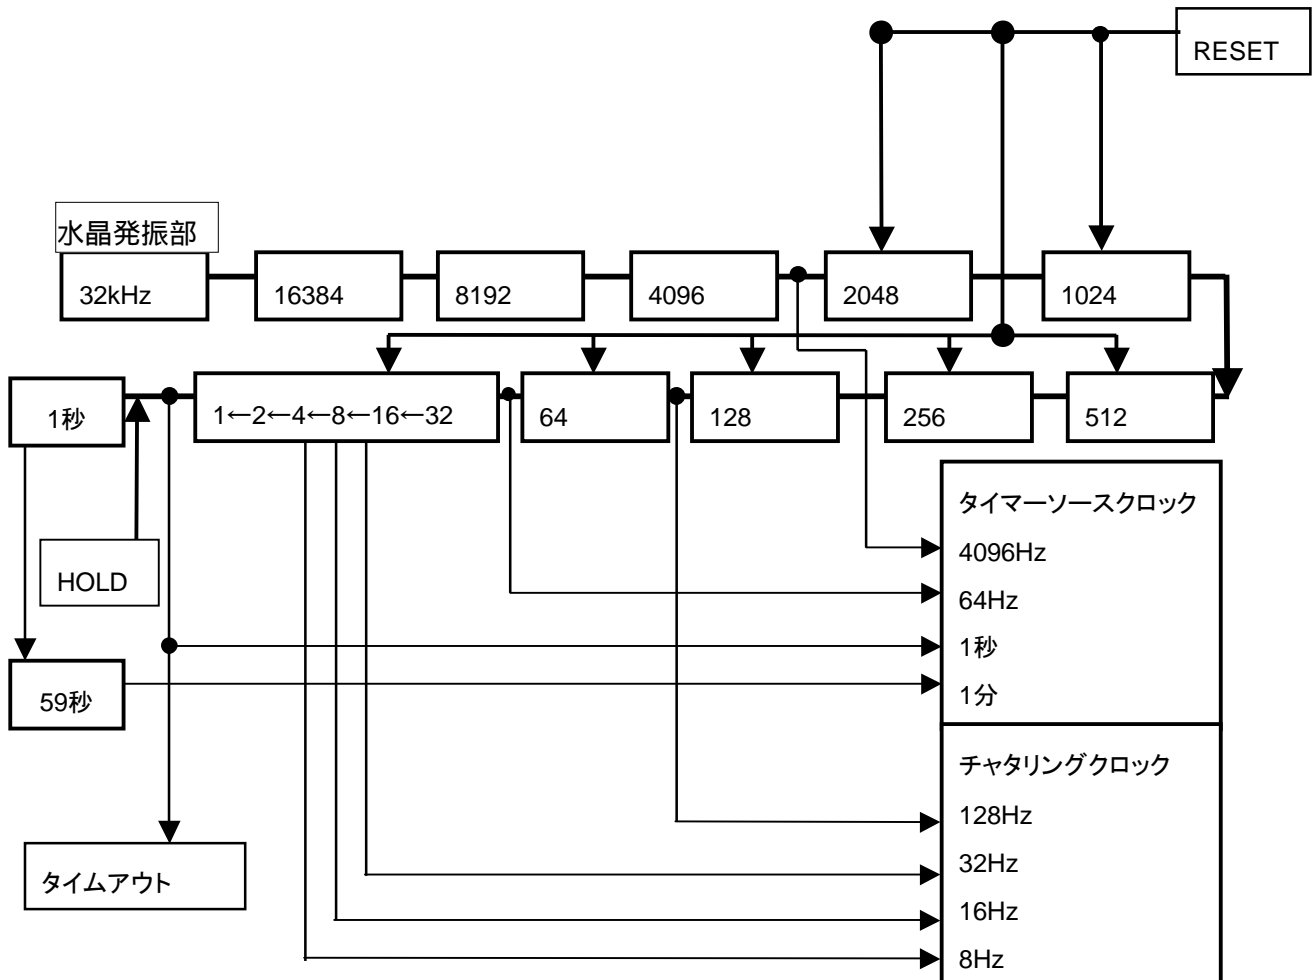 RESET
水晶発振部
32kHz
16384
8192
4096
2048
1024
1秒
1←2←4←8←16←32
64
128
256
512
HOLD
59秒
タイムアウト
タイマーソースクロック
4096Hz
64Hz
1秒
1分
チャタリングクロック
128Hz
32Hz
16Hz
8Hz